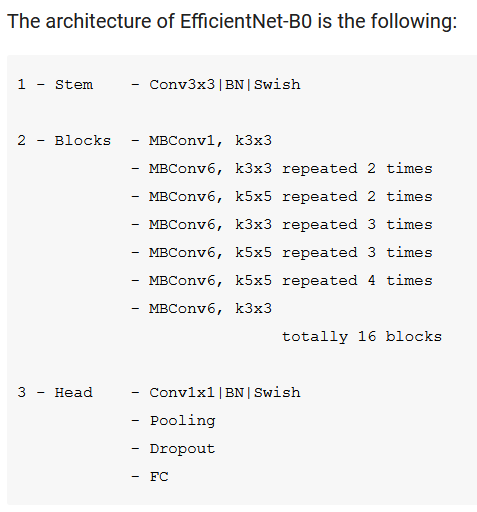 The architecture of EfficientNet-B0 is the following:
1 - Stem    - Conv3x3|BN|Swish
2 - Blocks  - MBConv1, k3x3
            - MBConv6, k3x3 repeated 2 times
            - MBConv6, k5x5 repeated 2 times
            - MBConv6, k3x3 repeated 3 times
            - MBConv6, k5x5 repeated 3 times
            - MBConv6, k5x5 repeated 4 times
            - MBConv6, k3x3
                            totally 16 blocks
3 - Head    - Conv1x1|BN|Swish
            - Pooling
            - Dropout
            - FC